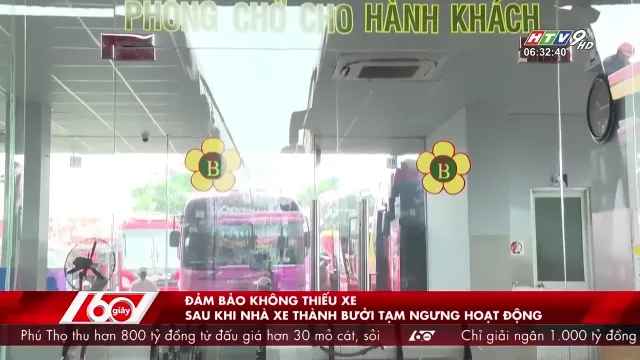 PHÒNG CHỜ CHO HÀNH KHÁCH
HTV9 HD
06:32:40
B
B
60 giây
ĐẢM BẢO KHÔNG THIẾU XE
SAU KHI NHÀ XE THÀNH BƯỞI TẠM NGƯNG HOẠT ĐỘNG
Phú Thọ thu hơn 800 tỷ đồng từ đấu giá hơn 30 mỏ cát, sỏi
60
Chỉ giải ngân 1.000 tỷ đồng